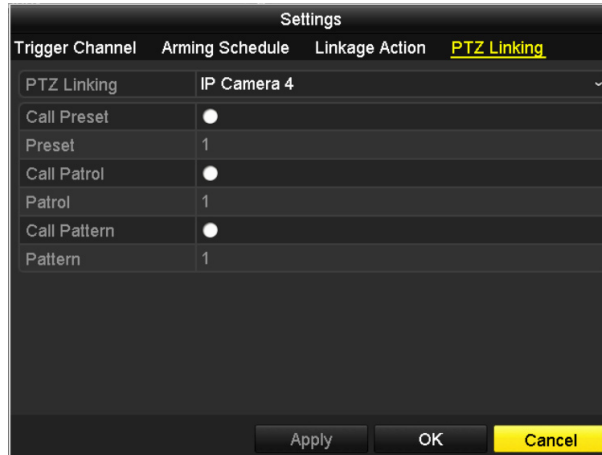 Settings
Trigger Channel Arming Schedule Linkage Action PTZ Linking
PTZ Linking IP Camera 4
Call Preset
Preset 1
Call Patrol
Patrol 1
Call Pattern
Pattern 1
Apply OK Cancel